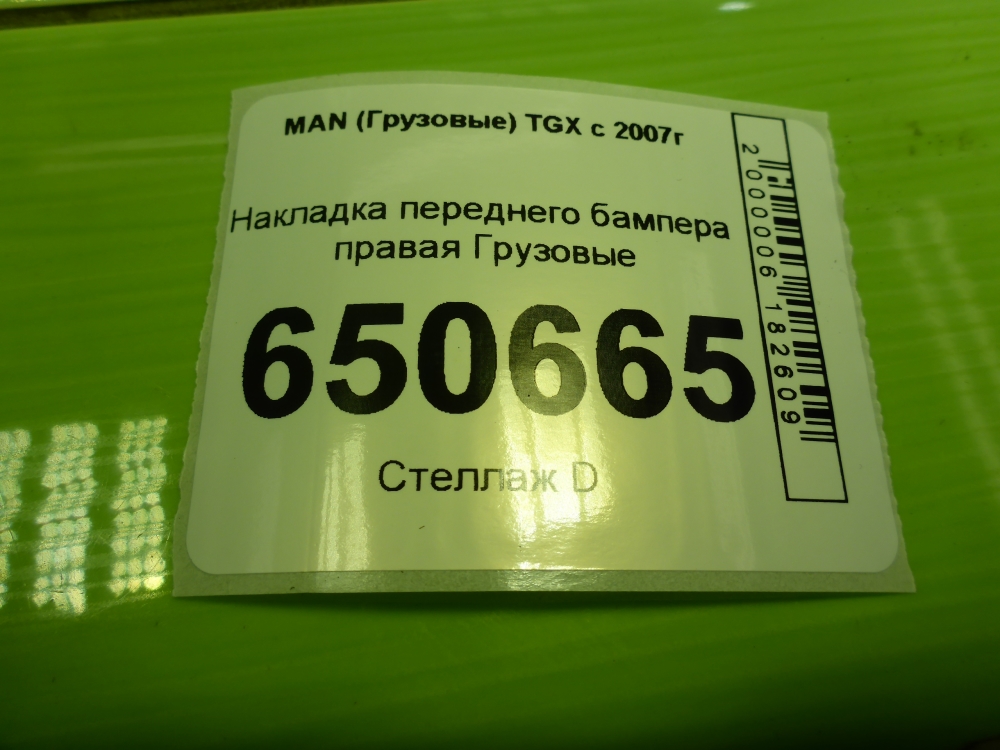 MAN (Грузовые) TGX с 2007г
Накладка переднего бампера
правая Грузовые
650665
Стеллаж D
2000006182609